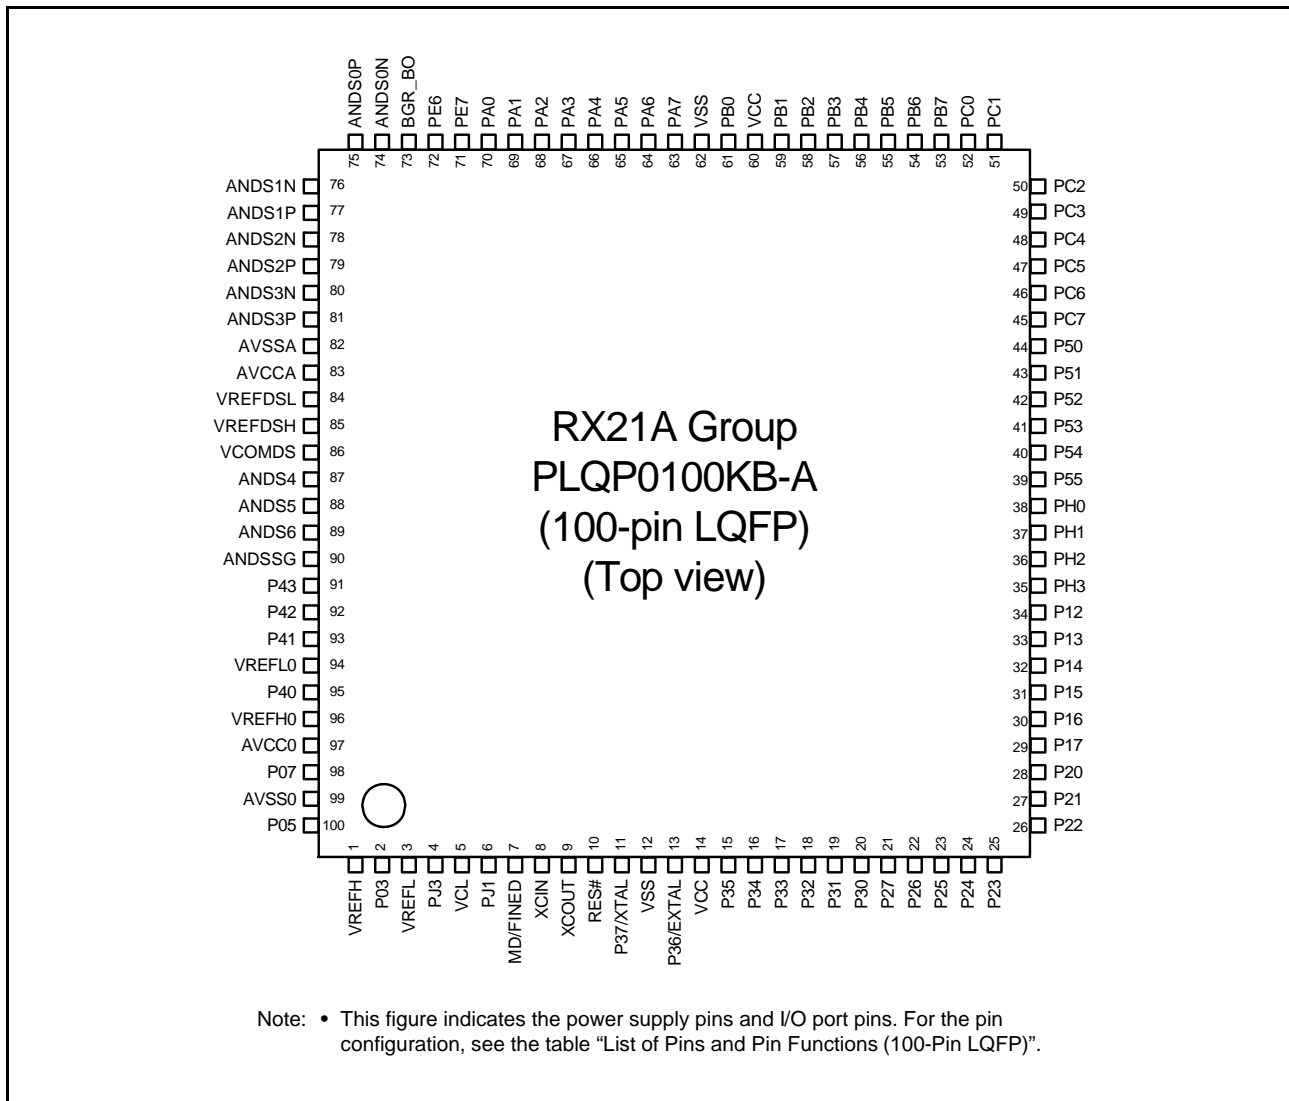 ANDS0P
ANDS0N
BGR_BO
PE6
PE7
PA0
PA1
PA2
PA3
PA4
PA5
PA6
PA7
VSS
PB0
VCC
PB1
PB2
PB3
PB4
PB5
PB6
PB7
PC0
PC1
75
74
73
72
71
70
69
68
67
66
65
64
63
62
61
60
59
58
57
56
55
54
53
52
51
ANDS1N 76
ANDS1P 77
ANDS2N 78
ANDS2P 79
ANDS3N 80
ANDS3P 81
AVSSA 82
AVCCA 83
VREFDSL 84
VREFDSH 85
VCOMDS 86
ANDS4 87
ANDS5 88
ANDS6 89
ANDSSG 90
P43 91
P42 92
P41 93
VREFL0 94
P40 95
VREFH0 96
AVCC0 97
P07 98
AVSS0 99
P05 100
RX21A Group
PLQP0100KB-A
(100-pin LQFP)
(Top view)
50 PC2
49 PC3
48 PC4
47 PC5
46 PC6
45 PC7
44 P50
43 P51
42 P52
41 P53
40 P54
39 P55
38 PH0
37 PH1
36 PH2
35 PH3
34 P12
33 P13
32 P14
31 P15
30 P16
29 P17
28 P20
27 P21
26 P22
1
2
3
4
5
6
7
8
9
10
11
12
13
14
15
16
17
18
19
20
21
22
23
24
25
VREFH
P03
VREFL
PJ3
VCL
PJ1
MD/FINED
XCIN
XCOUT
RES#
P37/XTAL
VSS
P36/EXTAL
VCC
P35
P34
P33
P32
P31
P30
P27
P26
P25
P24
P23
Note: • This figure indicates the power supply pins and I/O port pins. For the pin
configuration, see the table “List of Pins and Pin Functions (100-Pin LQFP)”.